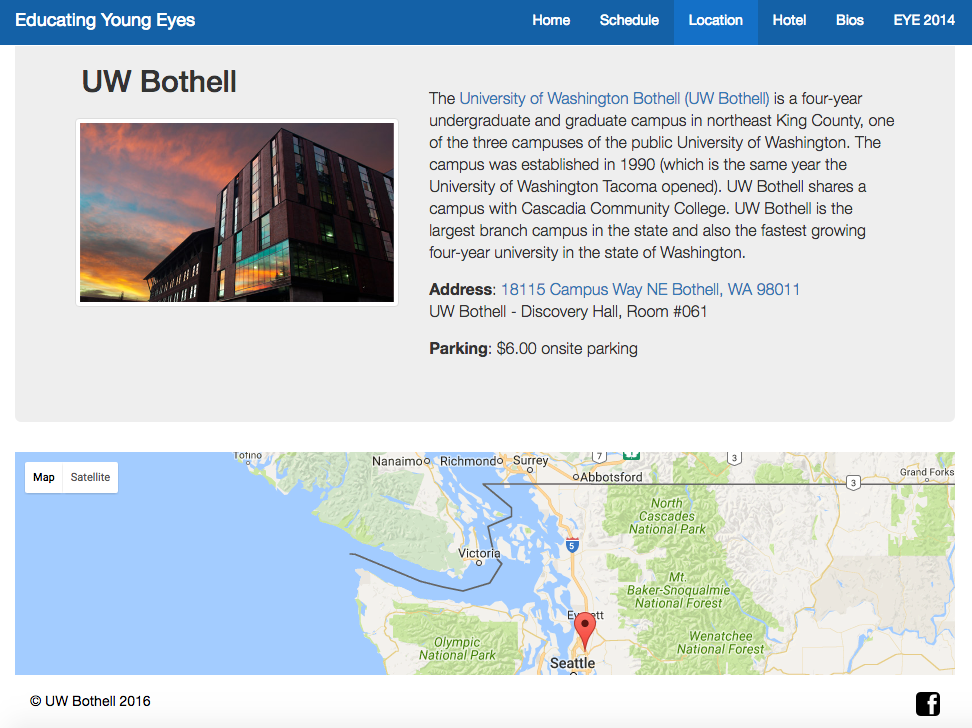 Educating Young Eyes
Home Schedule Location Hotel Bios EYE 2014
UW Bothell
The University of Washington Bothell (UW Bothell) is a four-year
undergraduate and graduate campus in northeast King County, one
of the three campuses of the public University of Washington. The
campus was established in 1990 (which is the same year the
University of Washington Tacoma opened). UW Bothell shares a
campus with Cascadia Community College. UW Bothell is the
largest branch campus in the state and also the fastest growing
four-year university in the state of Washington.
Address: 18115 Campus Way NE Bothell, WA 98011
UW Bothell - Discovery Hall, Room #061
Parking: $6.00 onsite parking
Map Satellite
Tofino
Nanaimo Richmond Surrey
7
1
3
Abbotsford
Grand Forks
3
North
Cascades
National Park
5
Victoria
Mt.
Baker-Snoqualmie
National Forest
Olympic
National Park
Wenatchee
National Forest
Seattle
© UW Bothell 2016
f